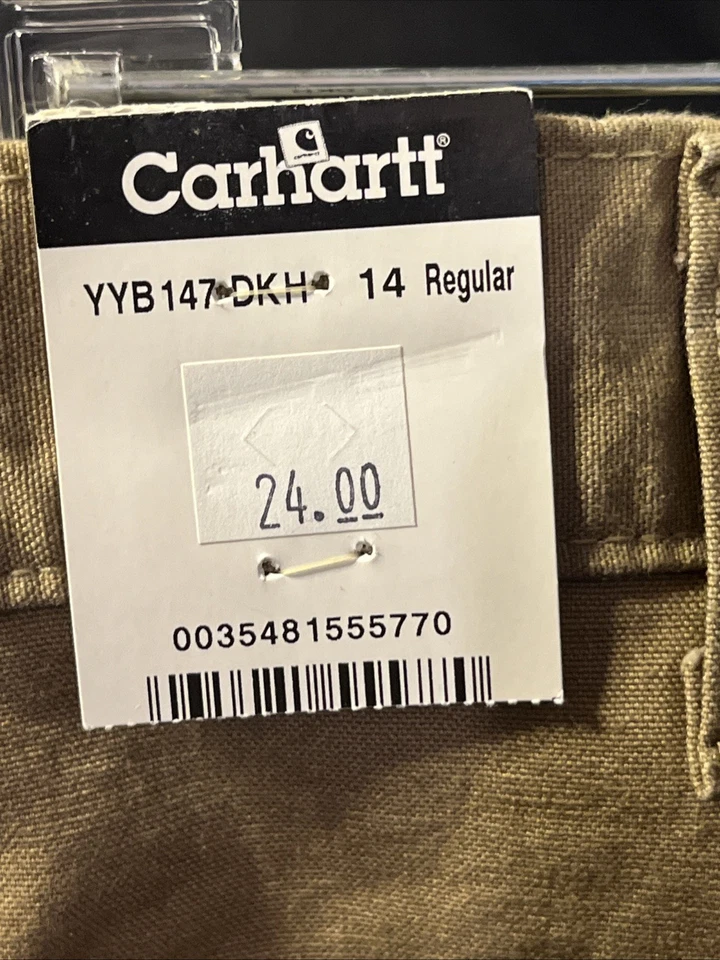 Carhartt®
YYB147 DKH 14 Regular
24.00
0035481555770